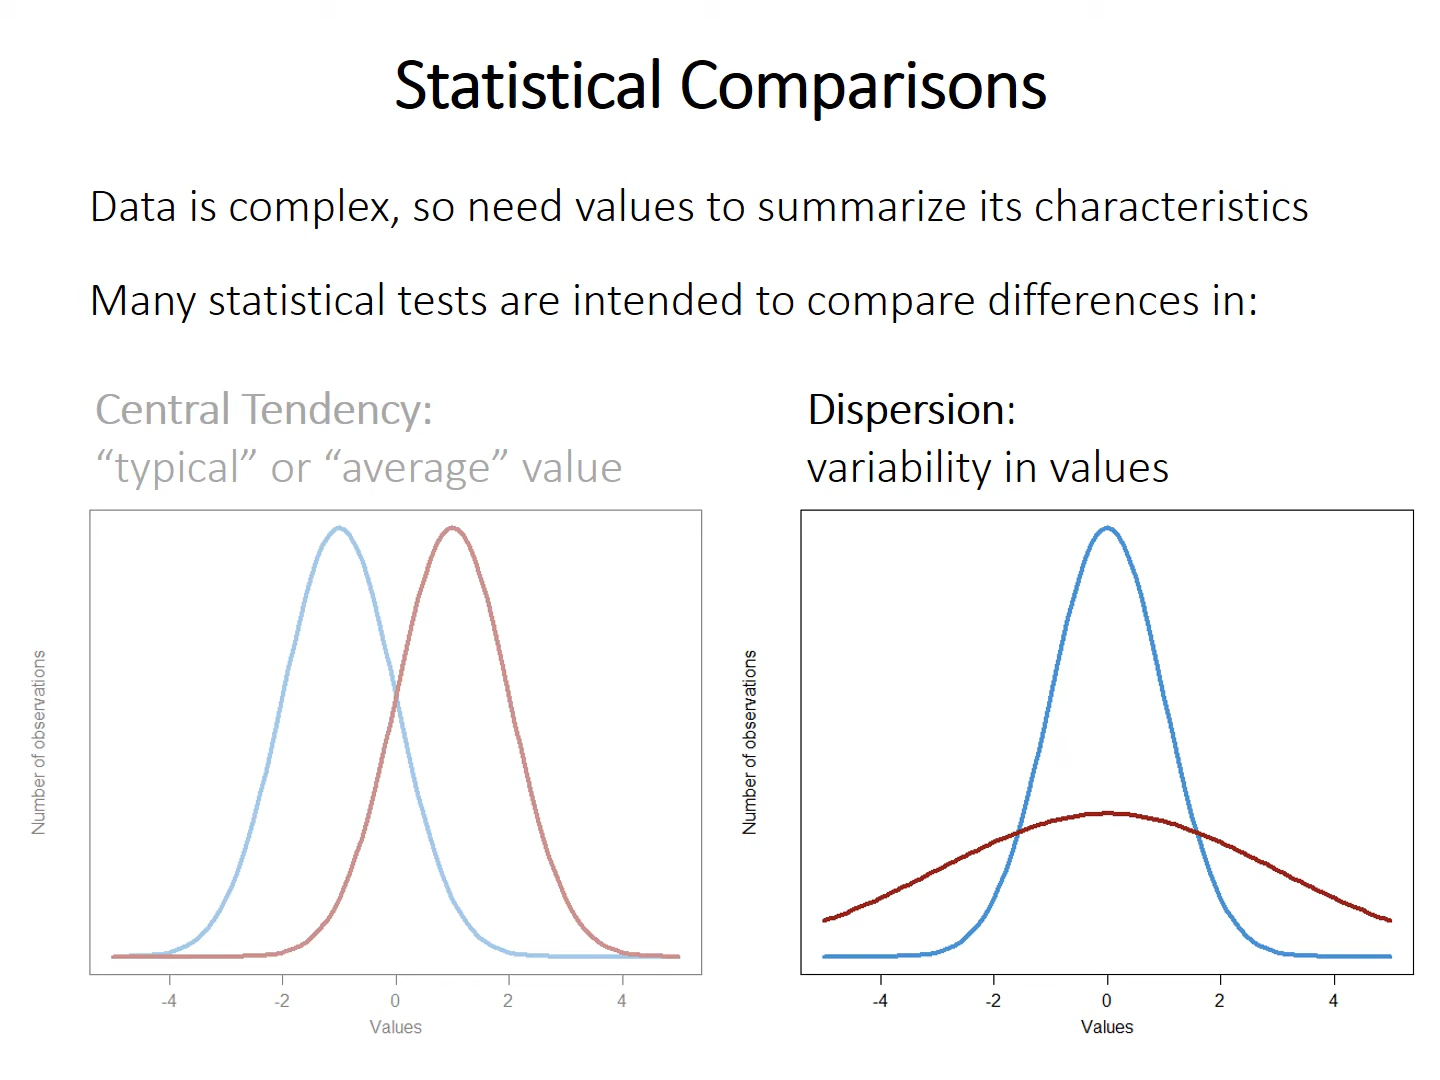 Statistical Comparisons
Data is complex, so need values to summarize its characteristics
Many statistical tests are intended to compare differences in:
Central Tendency:
“typical” or “average” value
Number of observations
-4 -2 0 2 4
Values
Dispersion:
variability in values
Number of observations
-4 -2 0 2 4
Values